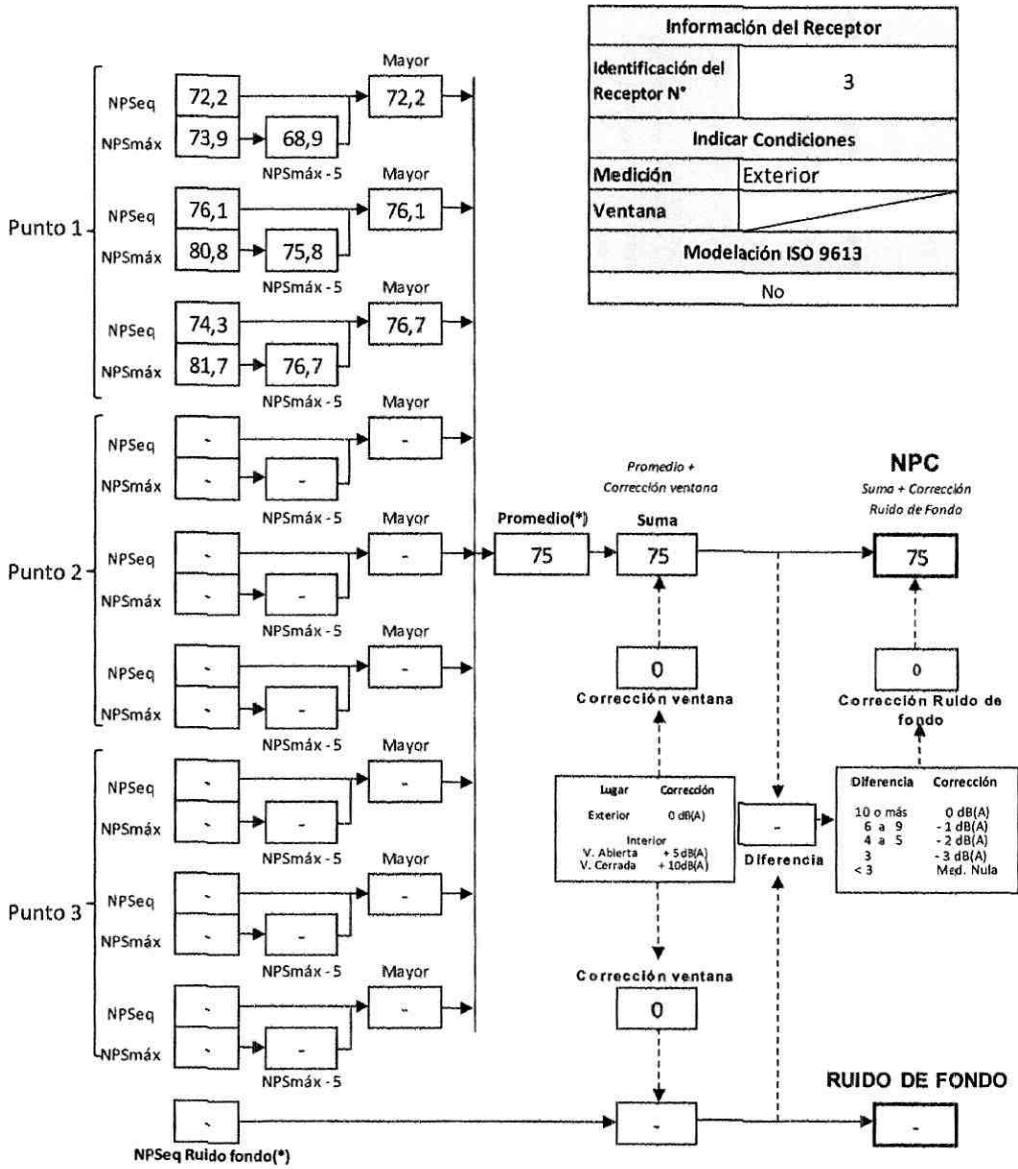 Información del Receptor
Identificación del Receptor N°
3
Indicar Condiciones
Medición
Exterior
Ventana
Modelación ISO 9613
No
Punto 1
Mayor
NPSeq
72,2
72,2
NPSmáx
73,9
68,9
NPSmáx - 5
Mayor
NPSeq
76,1
76,1
NPSmáx
80,8
75,8
NPSmáx - 5
Mayor
NPSeq
74,3
76,7
NPSmáx
81,7
76,7
NPSmáx - 5
Punto 2
Mayor
NPSeq
-
-
NPSmáx
-
-
NPSmáx - 5
Mayor
NPSeq
-
-
NPSmáx
-
-
NPSmáx - 5
Mayor
NPSeq
-
-
NPSmáx
-
-
NPSmáx - 5
Punto 3
Mayor
NPSeq
-
-
NPSmáx
-
-
NPSmáx - 5
Mayor
NPSeq
-
-
NPSmáx
-
-
NPSmáx - 5
Mayor
NPSeq
-
-
NPSmáx
-
-
NPSmáx - 5
-
NPSeq Ruido fondo(*)
Promedio(*)
75
Promedio +
Corrección ventana
Suma
75
0
Corrección ventana
Lugar Corrección
Exterior 0 dB(A)
Interior
V. Abierta + 5dB(A)
V. Cerrada + 10dB(A)
Corrección ventana
0
-
-
Diferencia
NPC
Suma + Corrección
Ruido de Fondo
75
0
Corrección Ruido de
fondo
Diferencia Corrección
10 o más 0 dB(A)
6 a 9 - 1 dB(A)
4 a 5 - 2 dB(A)
3 - 3 dB(A)
< 3 Med. Nula
RUIDO DE FONDO
-